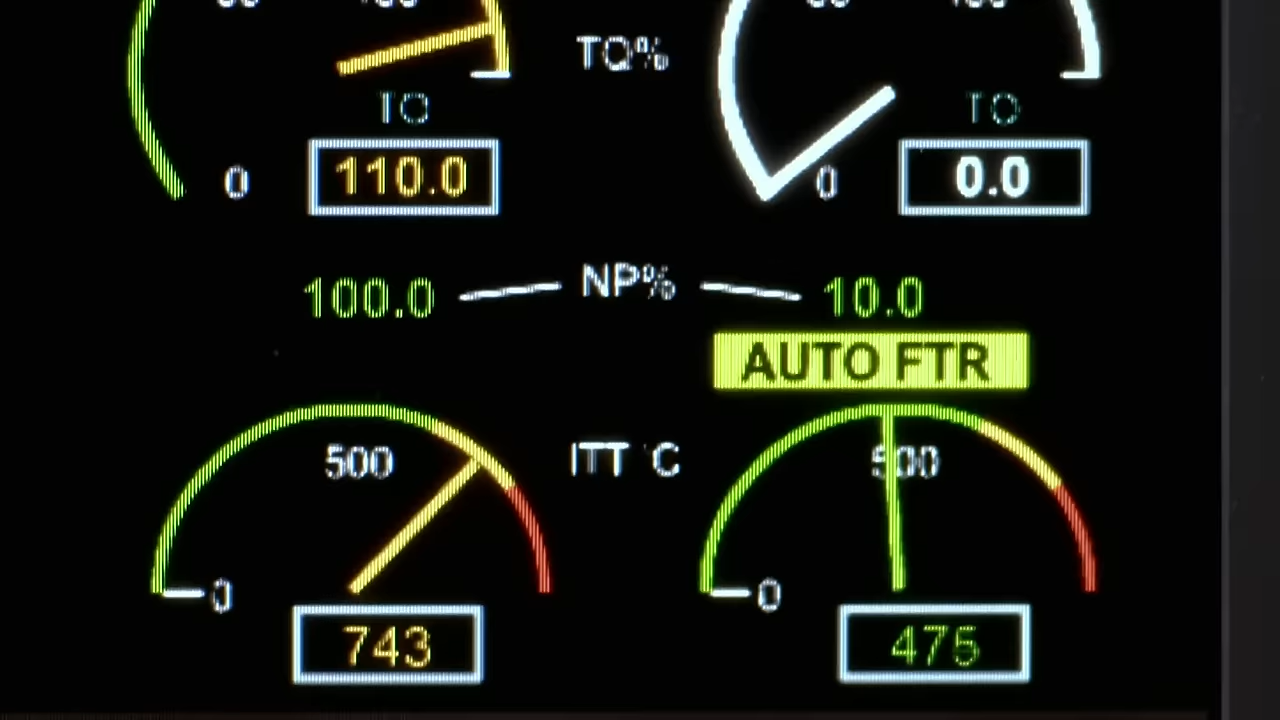 TQ%
TO TO
0 110.0 0 0.0
100.0 NP% 10.0
AUTO FTR
500 ITT °C 500
0 0
743 475